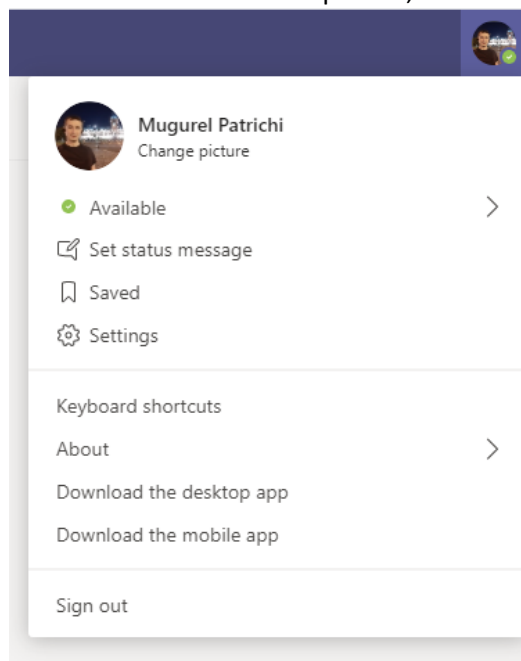 Mugurel Patrichi
Change picture
Available
Set status message
Saved
Settings
Keyboard shortcuts
About
Download the desktop app
Download the mobile app
Sign out